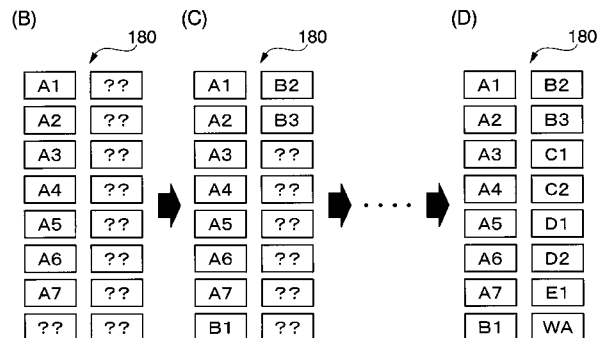 (B) (C) (D)
180 180 180
A1 ?? A1 B2 A1 B2
A2 ?? A2 B3 A2 B3
A3 ?? A3 ?? A3 C1
A4 ?? A4 ?? A4 C2
A5 ?? A5 ?? A5 D1
A6 ?? A6 ?? A6 D2
A7 ?? A7 ?? A7 E1
?? ?? B1 ?? B1 WA